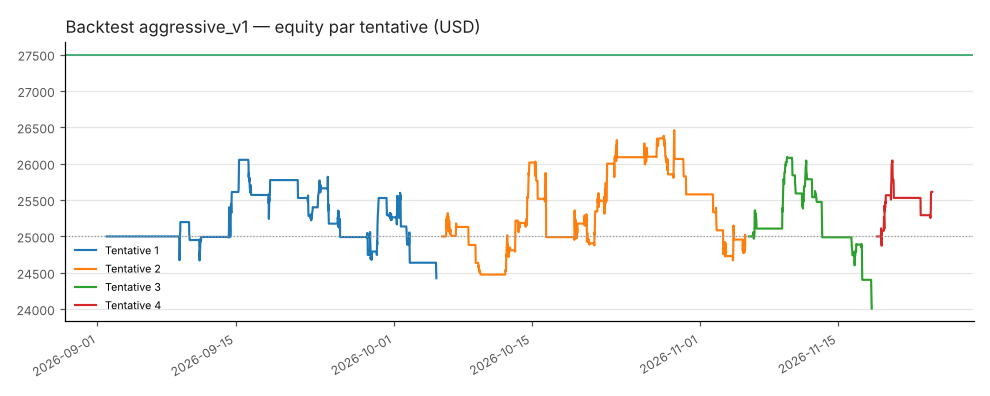 Backtest aggressive_v1 — equity par tentative (USD)
27500
27000
26500
26000
25500
25000
24500
24000
Tentative 1
Tentative 2
Tentative 3
Tentative 4
2026-09-01
2026-09-15
2026-10-01
2026-10-15
2026-11-01
2026-11-15